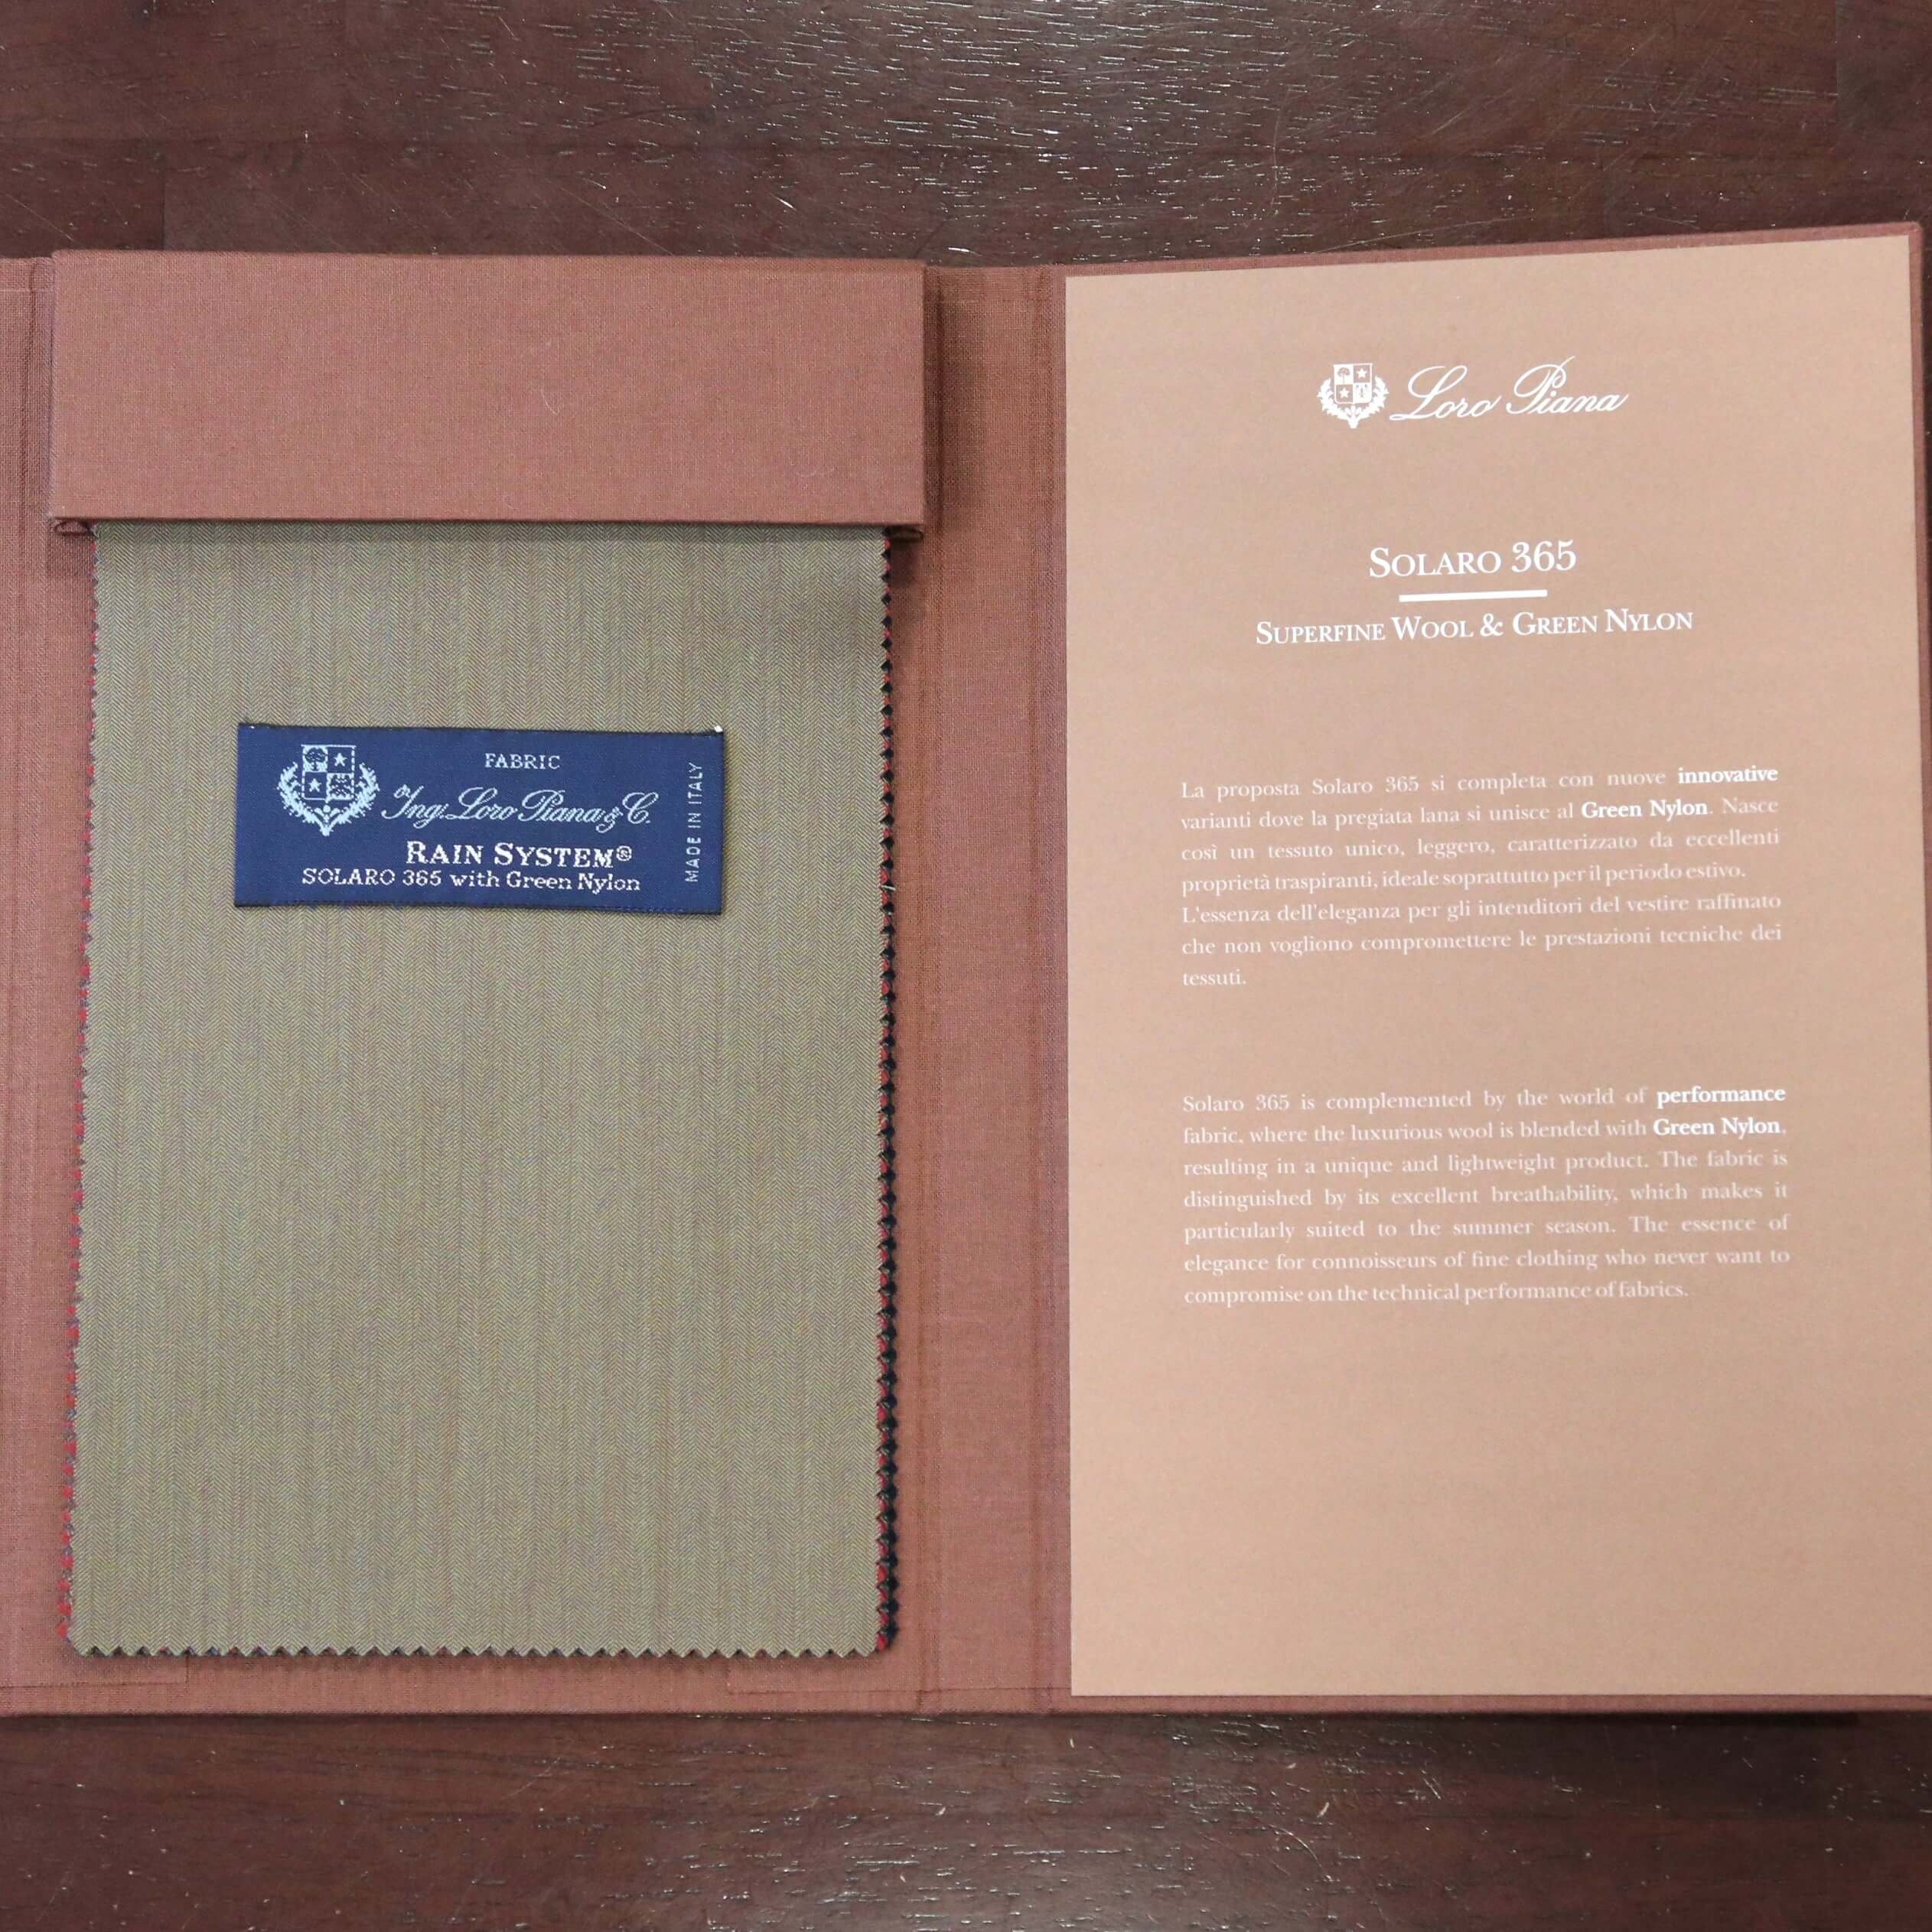 FABRIC
Ing. Loro Piana & C.
RAIN SYSTEM®
SOLARO 365 with Green Nylon
MADE IN ITALY
Loro Piana
SOLARO 365
SUPERFINE WOOL & GREEN NYLON
La proposta Solaro 365 si completa con nuove innovative
varianti dove la pregiata lana si unisce al Green Nylon. Nasce
così un tessuto unico, leggero, caratterizzato da eccellenti
proprietà traspiranti, ideale soprattutto per il periodo estivo.
L'essenza dell'eleganza per gli intenditori del vestire raffinato
che non vogliono compromettere le prestazioni tecniche dei
tessuti.
Solaro 365 is complemented by the world of performance
fabric, where the luxurious wool is blended with Green Nylon,
resulting in a unique and lightweight product. The fabric is
distinguished by its excellent breathability, which makes it
particularly suited to the summer season. The essence of
elegance for connoisseurs of fine clothing who never want to
compromise on the technical performance of fabrics.